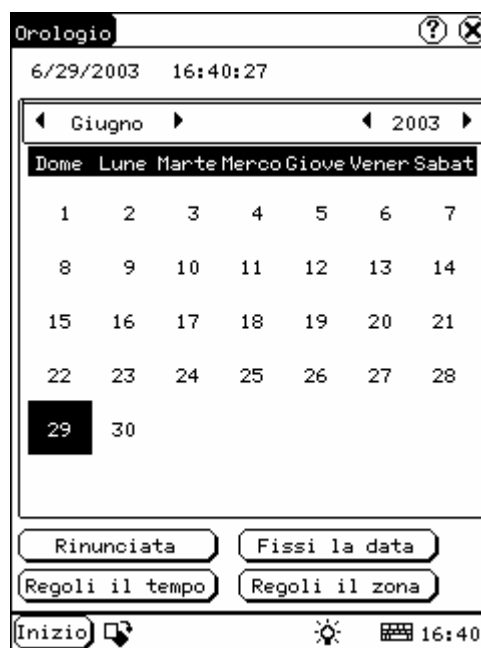 Orologio ?
6/29/2003 16:40:27
Giugno 2003
Dome Lune Marte Merco Giove Vener Sabat
1 2 3 4 5 6 7
8 9 10 11 12 13 14
15 16 17 18 19 20 21
22 23 24 25 26 27 28
29 30
Rinunciata Fissi la data
Regoli il tempo Regoli il zona
Inizio 16:40